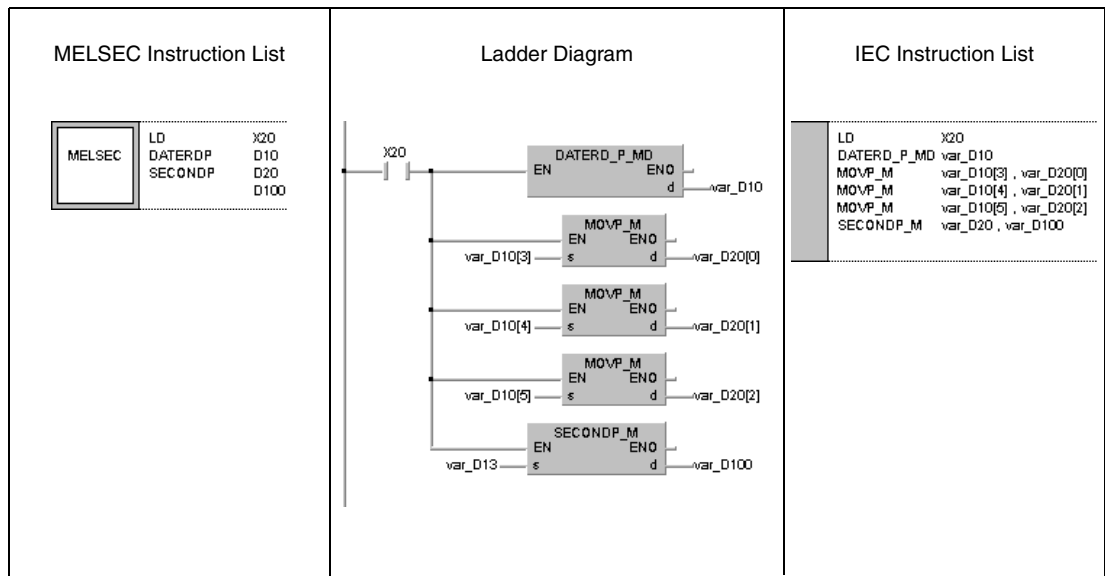 MELSEC Instruction List
MELSEC
LD X20
DATERDP D10
SECONDP D20
D100
Ladder Diagram
X20
DATERD_P_MD
EN ENO
d var_D10
MOVP_M
EN ENO
var_D10[3] s d var_D20[0]
MOVP_M
EN ENO
var_D10[4] s d var_D20[1]
MOVP_M
EN ENO
var_D10[5] s d var_D20[2]
SECONDP_M
EN ENO
var_D13 s d var_D100
IEC Instruction List
LD X20
DATERD_P_MD var_D10
MOVP_M var_D10[3] , var_D20[0]
MOVP_M var_D10[4] , var_D20[1]
MOVP_M var_D10[5] , var_D20[2]
SECONDP_M var_D20 , var_D100